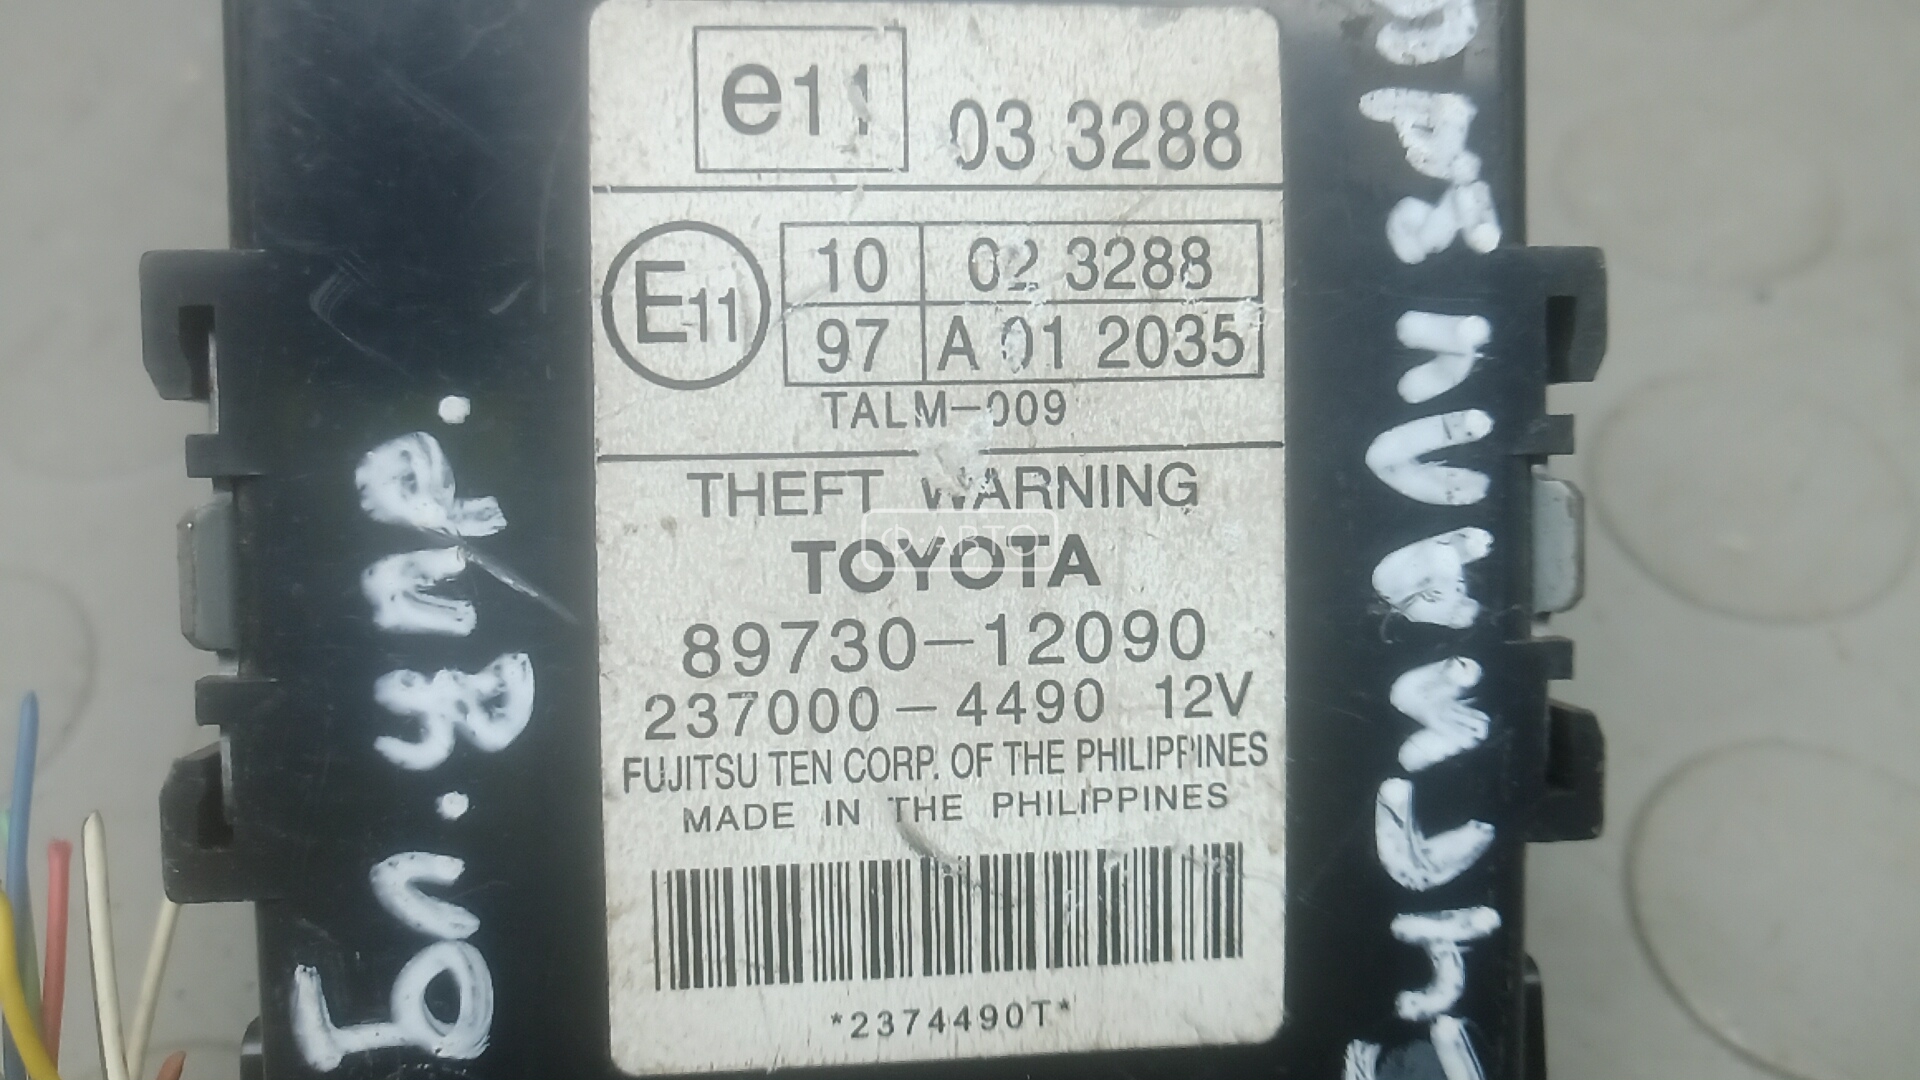 e11 03 3288
E11
10 02 3288
97 A 01 2035
TALM-009
THEFT WARNING
TOYOTA
89730-12090
237000-4490 12V
FUJITSU TEN CORP. OF THE PHILIPPINES
MADE IN THE PHILIPPINES
*2374490T*